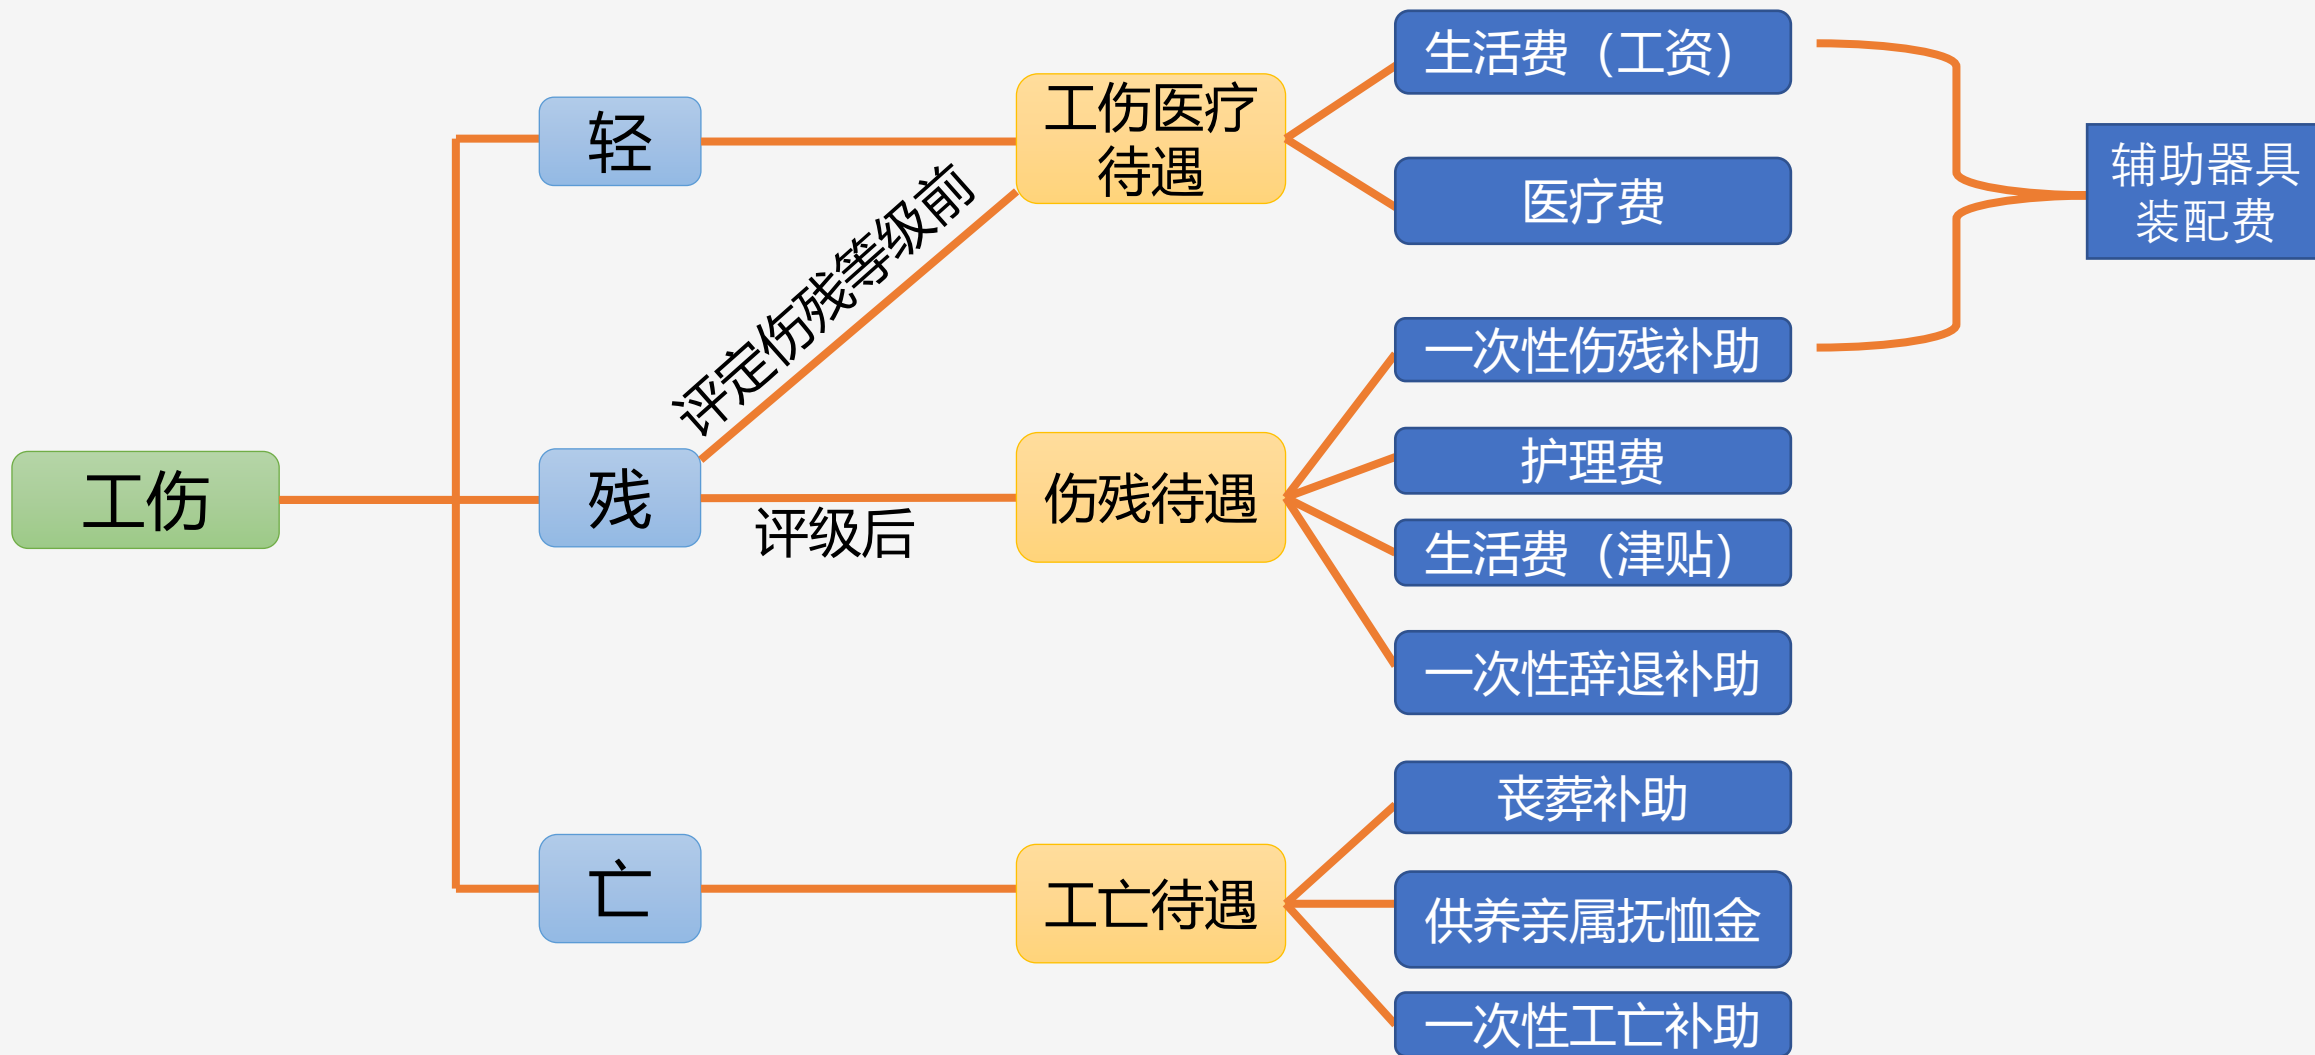 工伤
轻
残
亡
评定伤残等级前
评级后
工伤医疗
待遇
伤残待遇
工亡待遇
生活费（工资）
医疗费
一次性伤残补助
护理费
生活费（津贴）
一次性辞退补助
丧葬补助
供养亲属抚恤金
一次性工亡补助
辅助器具
装配费